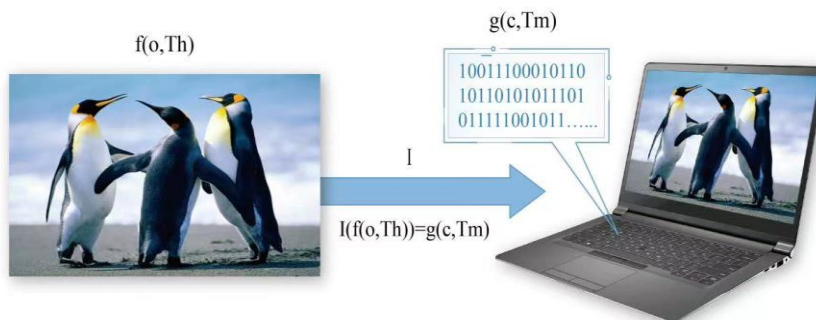 f(o,Th)
g(c,Tm)
10011100010110
10110101011101
011111001011......
I
I(f(o,Th))=g(c,Tm)